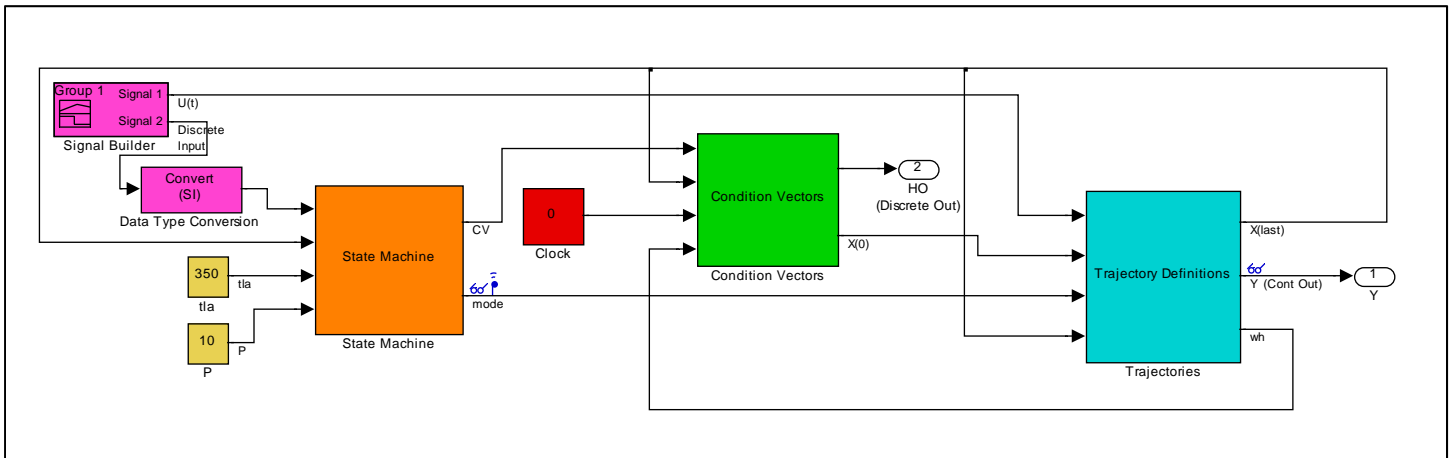 Group 1
Signal 1
Signal 2
U(t)
Discrete
Input
Signal Builder
Convert
(SI)
Data Type Conversion
350
tla
tla
10
P
P
State Machine
State Machine
CV
mode
0
Clock
Condition Vectors
Condition Vectors
X(0)
2
HO
(Discrete Out)
Trajectory Definitions
Trajectories
X(last)
Y (Cont Out)
wh
1
Y